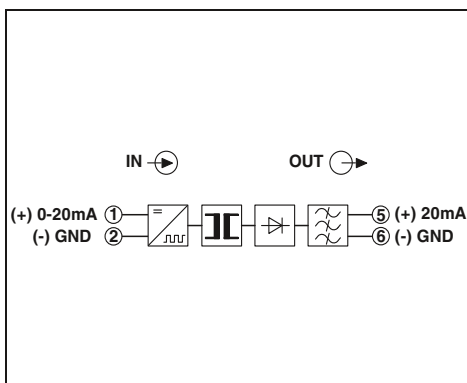 IN OUT
(+) 0-20mA 1 5 (+) 20mA
(-) GND 2 6 (-) GND